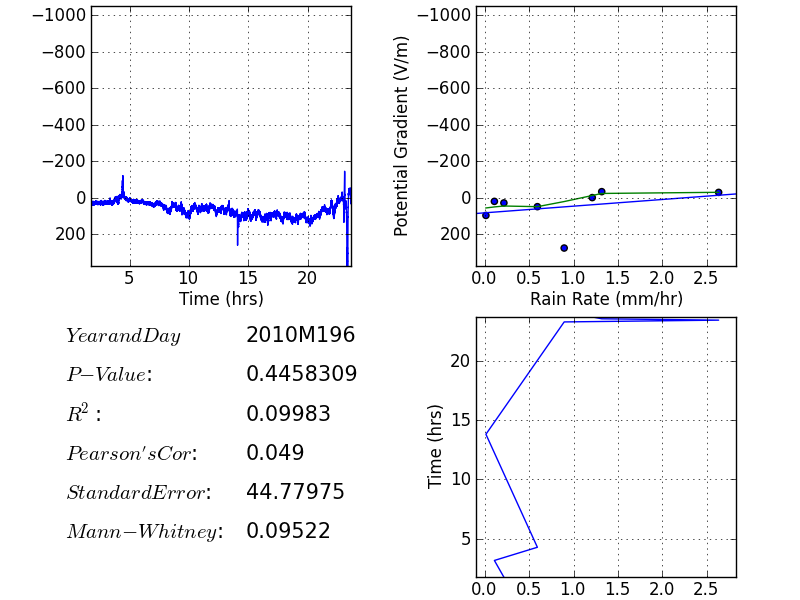 −1000
−800
−600
−400
−200
0
200
5 10 15 20
Time (hrs)
Potential Gradient (V/m)
−1000
−800
−600
−400
−200
0
200
0.0 0.5 1.0 1.5 2.0 2.5
Rain Rate (mm/hr)
YearandDay 2010M196
P−Value: 0.4458309
R²: 0.09983
Pearson'sCor: 0.049
StandardError: 44.77975
Mann−Whitney: 0.09522
Time (hrs)
20
15
10
5
0.0 0.5 1.0 1.5 2.0 2.5